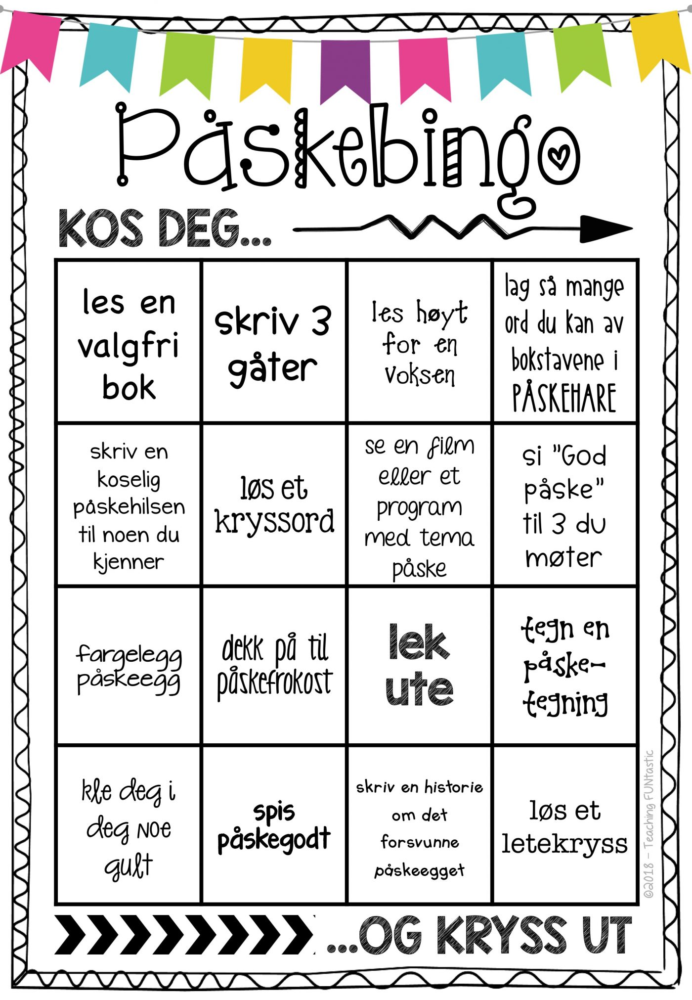 Påskebingo
KOS DEG...
les en
valgfri
bok
skriv 3
gåter
les høyt
for en
voksen
lag så mange
ord du kan av
bokstavene i
PÅSKEHARE
skriv en
koselig
påskehilsen
til noen du
kjenner
løs et
kryssord
se en film
eller et
program
med tema
påske
si "God
påske"
til 3 du
møter
fargelegg
påskeegg
dekk på til
påskefrokost
lek
ute
tegn en
påske-
tegning
kle deg i
deg noe
gult
spis
påskegodt
skriv en historie
om det
forsvunne
påskeegget
løs et
letekryss
©2018 - Teaching FUNtastic
...OG KRYSS UT